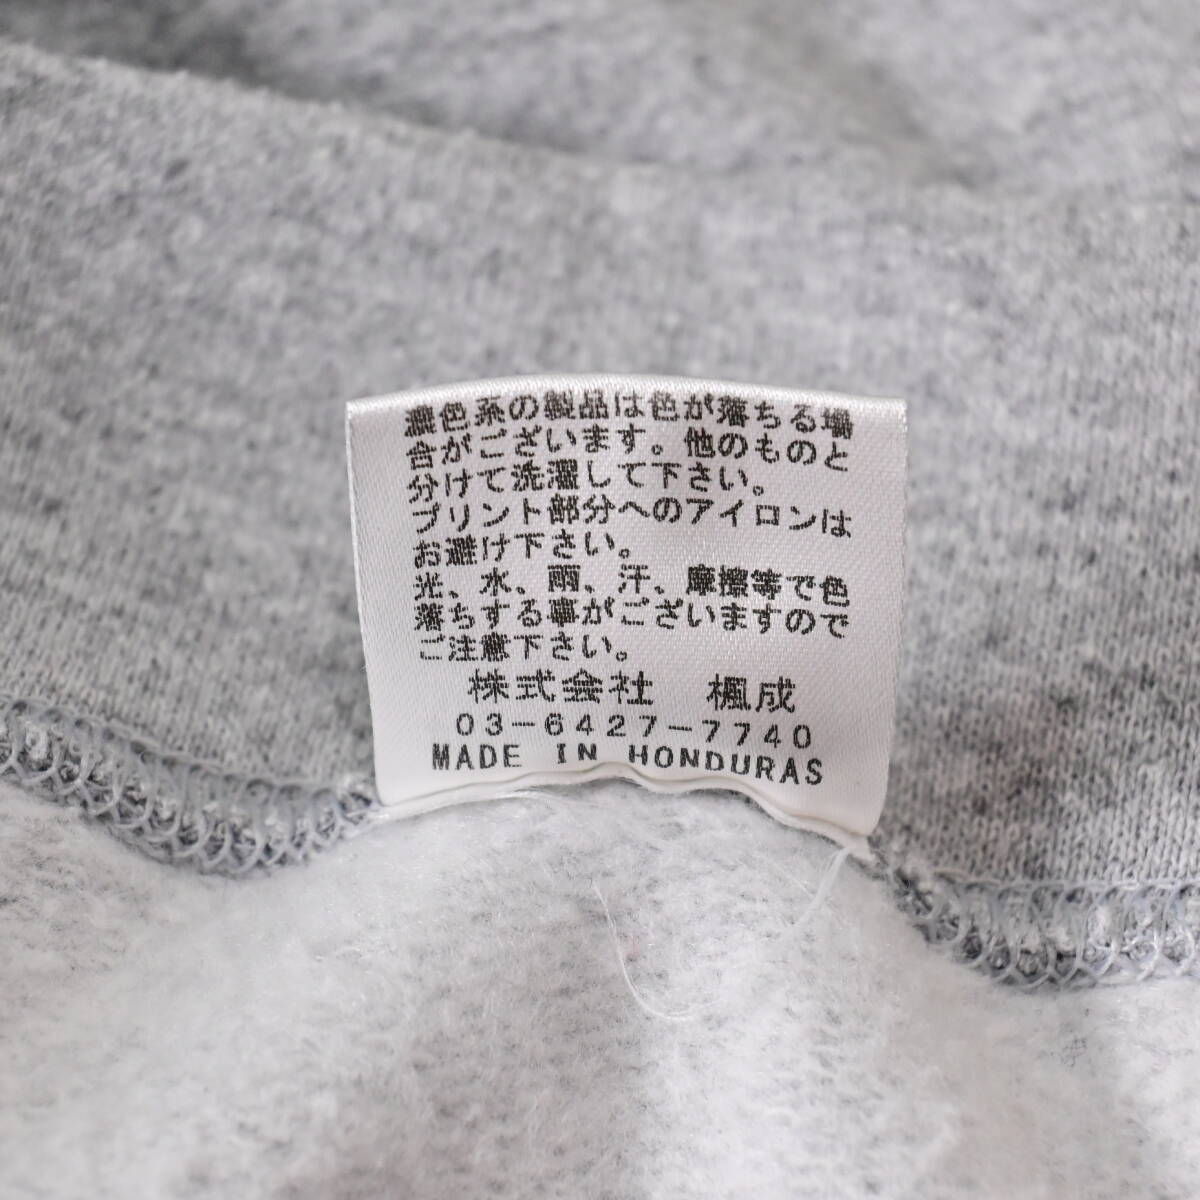 濃色系の製品は色が落ちる場
合がございます。他のものと
分けて洗濯して下さい。
プリント部分へのアイロンは
お避け下さい。
光、水、雨、汗、摩擦等で色
落ちする事がございますので
ご注意下さい。
株式会社　楓成
03-6427-7740
MADE IN HONDURAS